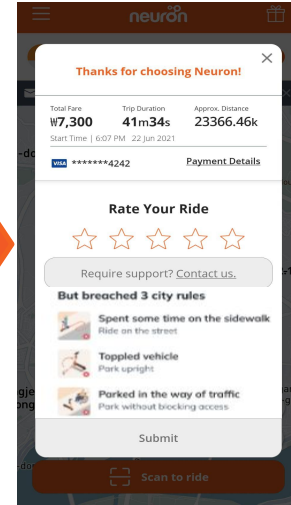 neuron
Thanks for choosing Neuron!
Total Fare Trip Duration Approx. Distance
₩7,300 41m34s 23366.46k
Start Time | 6:07 PM 22 Jun 2021
VISA *******4242 Payment Details
Rate Your Ride
Require support? Contact us.
But breached 3 city rules
Spent some time on the sidewalk
Ride on the street
Toppled vehicle
Park upright
Parked in the way of traffic
Park without blocking access
Submit
Scan to ride